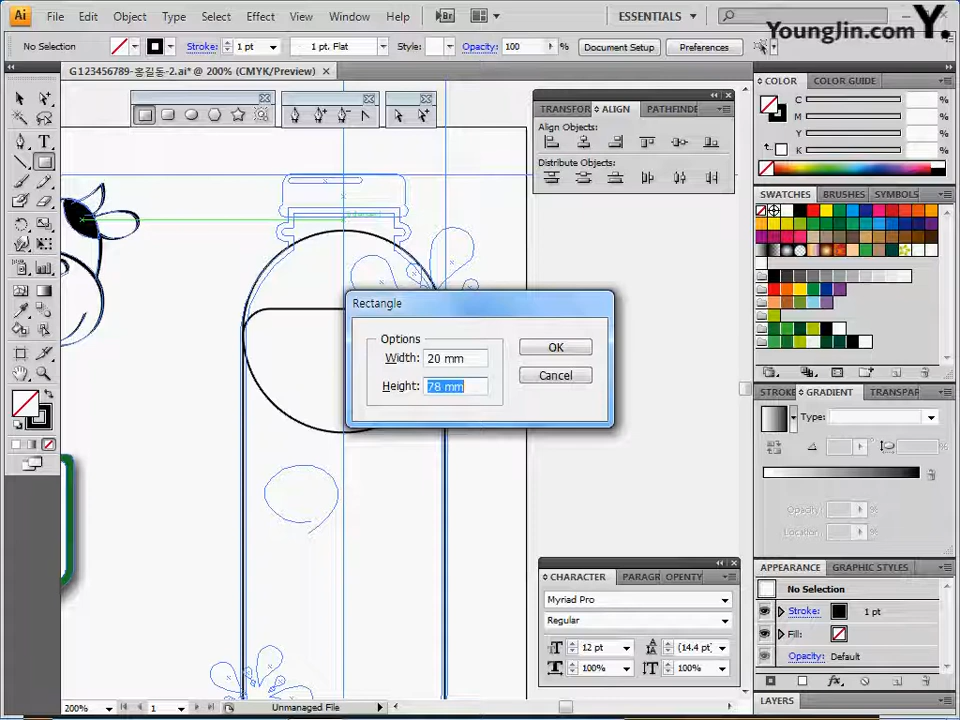 Ai File Edit Object Type Select Effect View Window Help Br ESSENTIALS
YoungJin.com Y.
No Selection Stroke: 1 pt 1 pt. Flat Style: Opacity: 100 % Document Setup Preferences
G123456789-홍길동-2.ai* @ 200% (CMYK/Preview)
COLOR COLOR GUIDE
C %
M %
Y %
K %
TRANSFOR ALIGN PATHFINDE
Align Objects:
Distribute Objects:
SWATCHES BRUSHES SYMBOLS
Rectangle
Options
Width: 20 mm
Height: 78 mm
OK
Cancel
STROKE GRADIENT TRANSPAR
Type:
%
Opacity: %
Location: %
CHARACTER PARAGR OPENTY
Myriad Pro
Regular
12 pt (14.4 pt)
100% 100%
APPEARANCE GRAPHIC STYLES
No Selection
Stroke: 1 pt
Fill:
Opacity: Default
LAYERS
200% 1 Unmanaged File